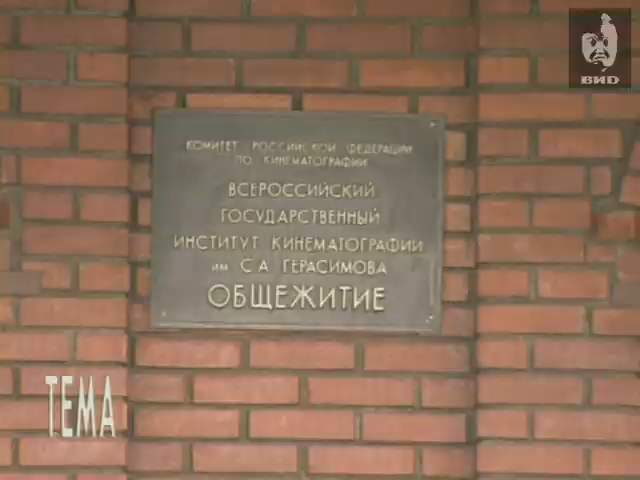 ВИD
КОМИТЕТ РОССИЙСКОЙ ФЕДЕРАЦИИ
ПО КИНЕМАТОГРАФИИ
ВСЕРОССИЙСКИЙ
ГОСУДАРСТВЕННЫЙ
ИНСТИТУТ КИНЕМАТОГРАФИИ
им С А ГЕРАСИМОВА
ОБЩЕЖИТИЕ
ТЕМА